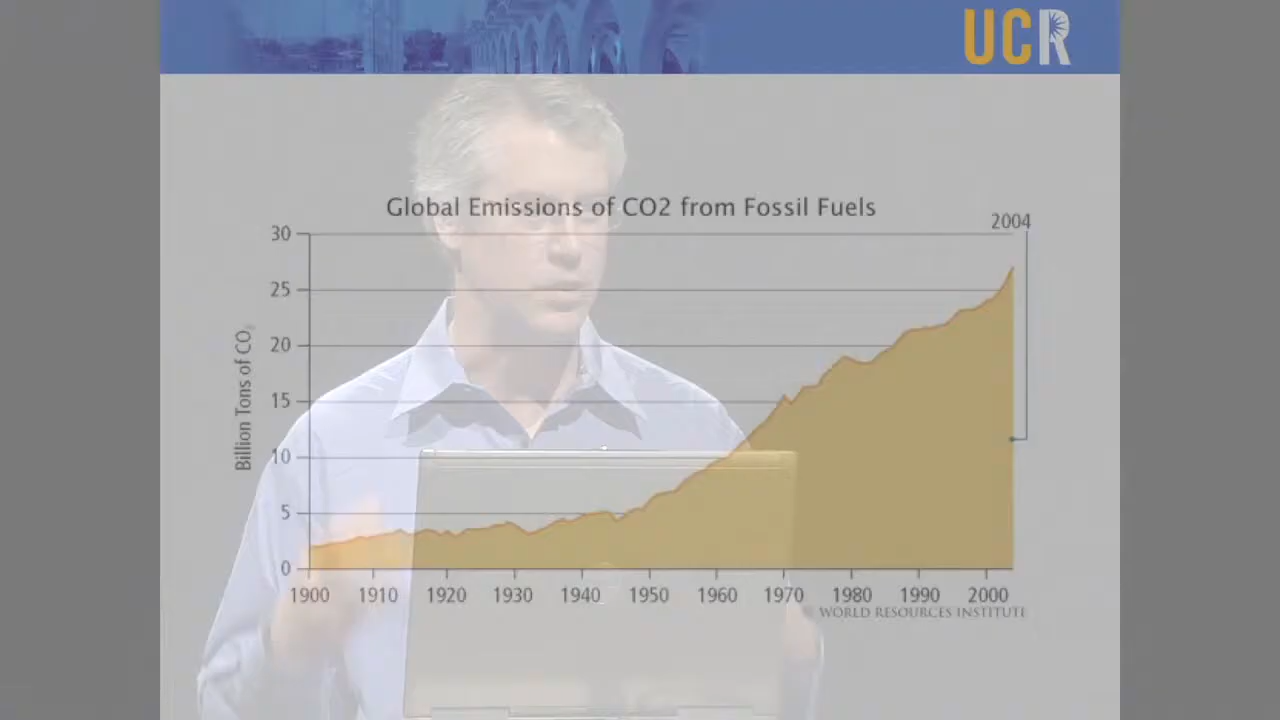 UCR
Global Emissions of CO2 from Fossil Fuels
2004
30
25
20
15
10
5
0
Billion Tons of CO₂
1900 1910 1920 1930 1940 1950 1960 1970 1980 1990 2000
WORLD RESOURCES INSTITUTE